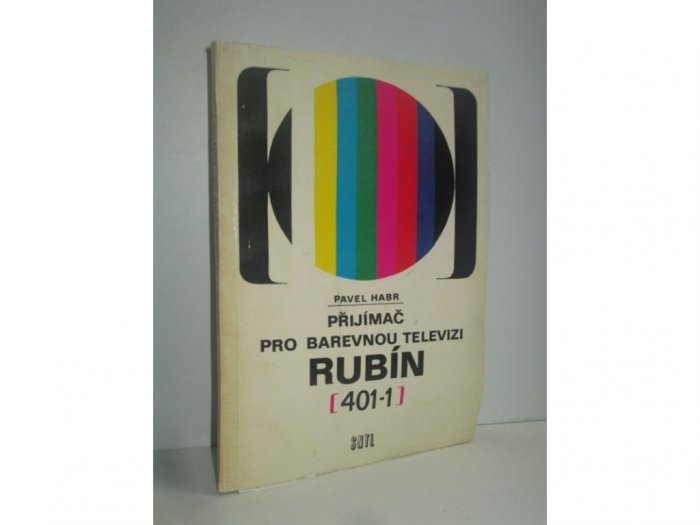 PAVEL HABR
PŘIJÍMAČ
PRO BAREVNOU TELEVIZI
RUBÍN
[401-1]
SNTL